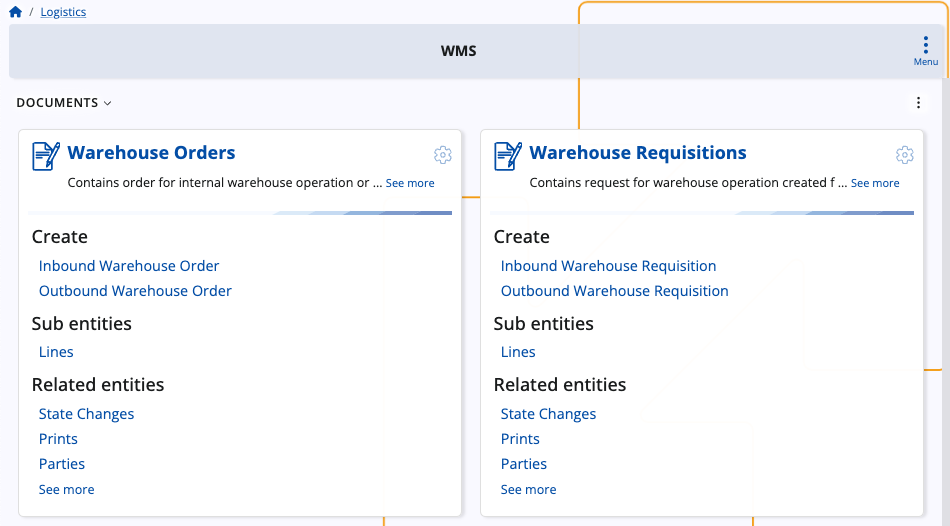 / Logistics
WMS
Menu
DOCUMENTS
Warehouse Orders
Contains order for internal warehouse operation or ... See more
Create
Inbound Warehouse Order
Outbound Warehouse Order
Sub entities
Lines
Related entities
State Changes
Prints
Parties
See more
Warehouse Requisitions
Contains request for warehouse operation created f ... See more
Create
Inbound Warehouse Requisition
Outbound Warehouse Requisition
Sub entities
Lines
Related entities
State Changes
Prints
Parties
See more